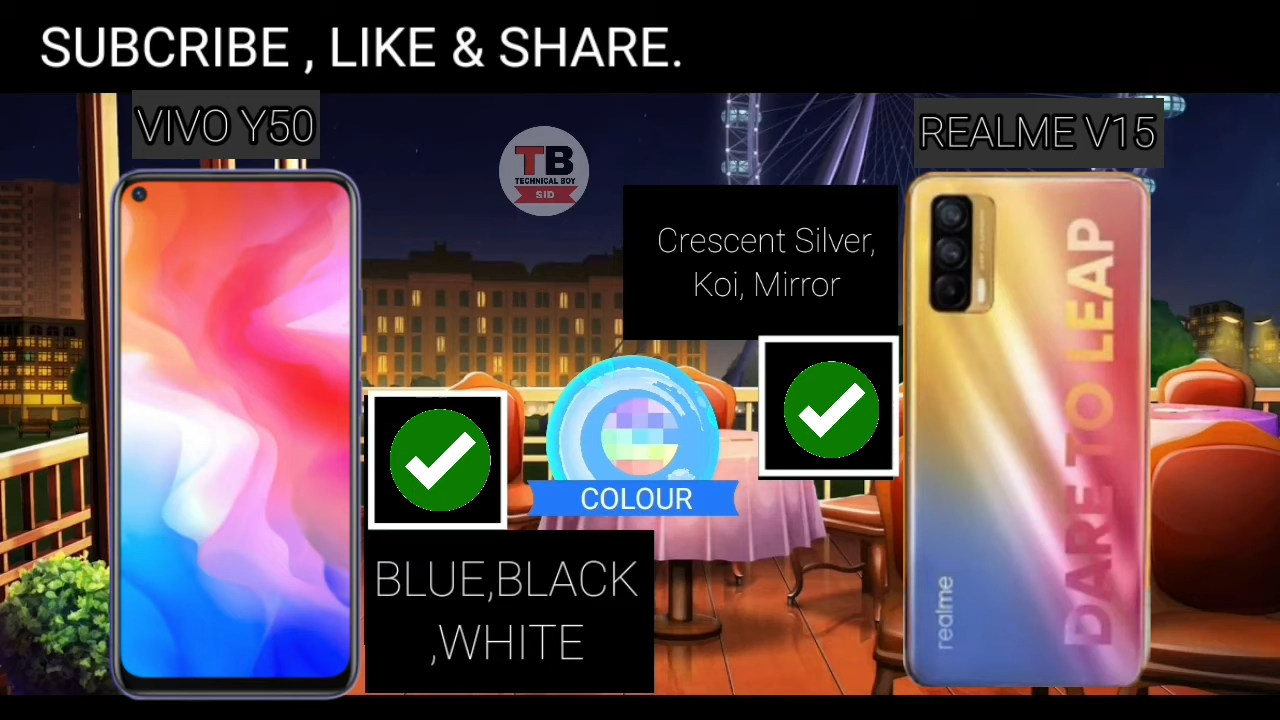 SUBCRIBE , LIKE & SHARE.
VIVO Y50
REALME V15
TB
TECHNICAL BOY
SID
Crescent Silver,
Koi, Mirror
COLOUR
BLUE,BLACK
,WHITE
DARE TO LEAP
realme